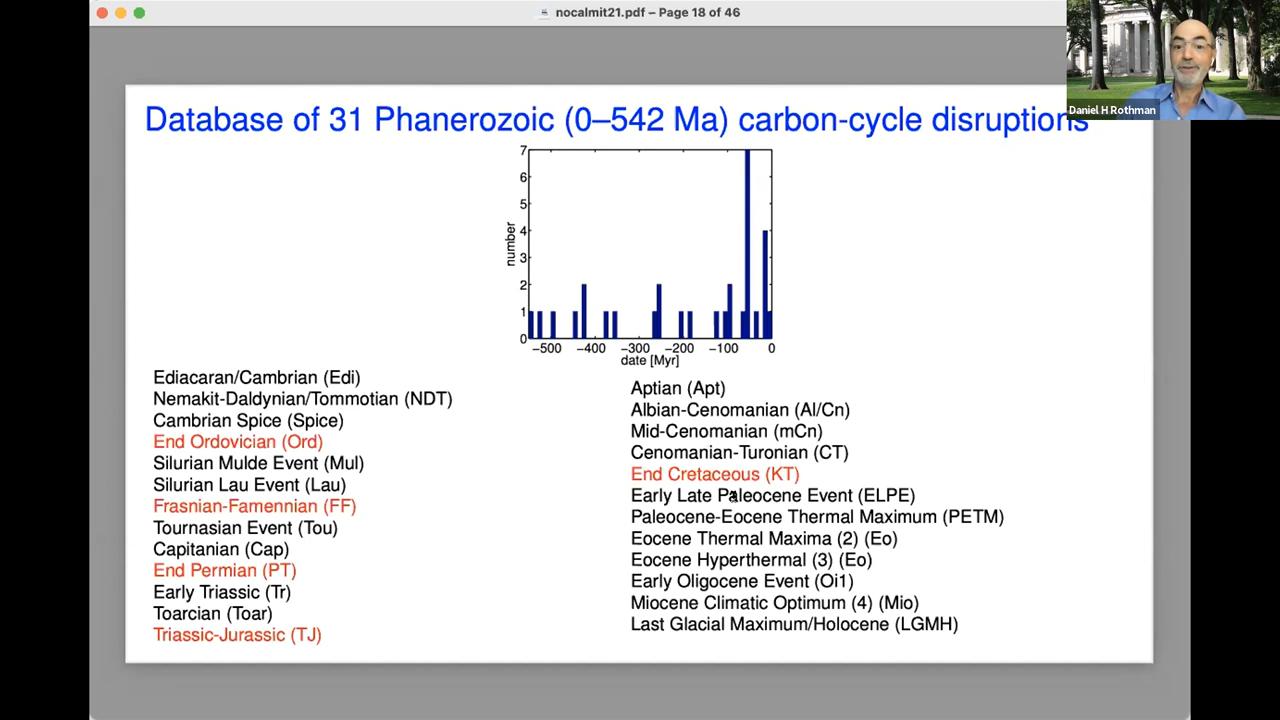 nocalmit21.pdf – Page 18 of 46
Daniel H Rothman
Database of 31 Phanerozoic (0–542 Ma) carbon-cycle disruptions
7
6
5
4
3
2
1
0
number
−500 −400 −300 −200 −100 0
date [Myr]
Ediacaran/Cambrian (Edi)
Nemakit-Daldynian/Tommotian (NDT)
Cambrian Spice (Spice)
End Ordovician (Ord)
Silurian Mulde Event (Mul)
Silurian Lau Event (Lau)
Frasnian-Famennian (FF)
Tournasian Event (Tou)
Capitanian (Cap)
End Permian (PT)
Early Triassic (Tr)
Toarcian (Toar)
Triassic-Jurassic (TJ)
Aptian (Apt)
Albian-Cenomanian (Al/Cn)
Mid-Cenomanian (mCn)
Cenomanian-Turonian (CT)
End Cretaceous (KT)
Early Late Paleocene Event (ELPE)
Paleocene-Eocene Thermal Maximum (PETM)
Eocene Thermal Maxima (2) (Eo)
Eocene Hyperthermal (3) (Eo)
Early Oligocene Event (Oi1)
Miocene Climatic Optimum (4) (Mio)
Last Glacial Maximum/Holocene (LGMH)